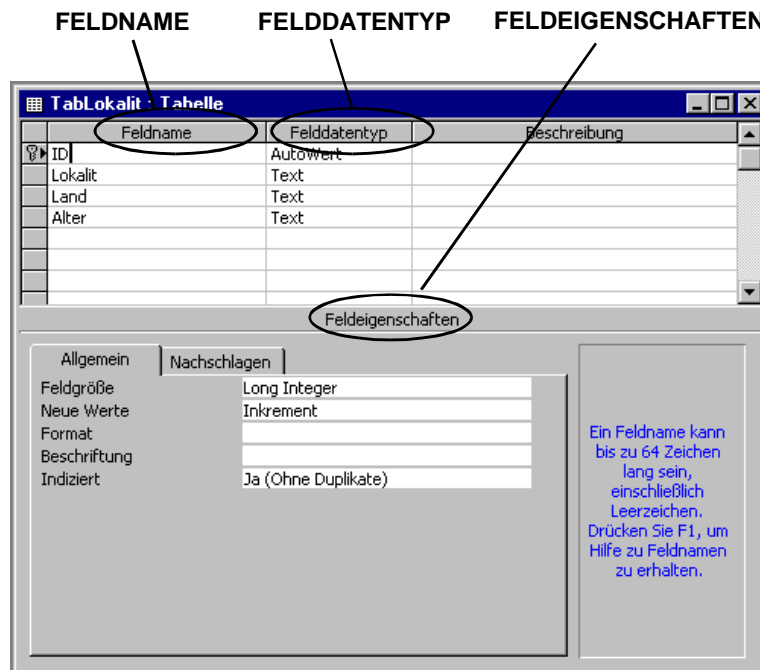 FELDNAME FELDDATENTYP FELDEIGENSCHAFTEN
TabLokalit : Tabelle
Feldname Felddatentyp Beschreibung
ID AutoWert
Lokalit Text
Land Text
Alter Text
Feldeigenschaften
Allgemein Nachschlagen
Feldgröße Long Integer
Neue Werte Inkrement
Format
Beschriftung
Indiziert Ja (Ohne Duplikate)
Ein Feldname kann
bis zu 64 Zeichen
lang sein,
einschließlich
Leerzeichen.
Drücken Sie F1, um
Hilfe zu Feldnamen
zu erhalten.